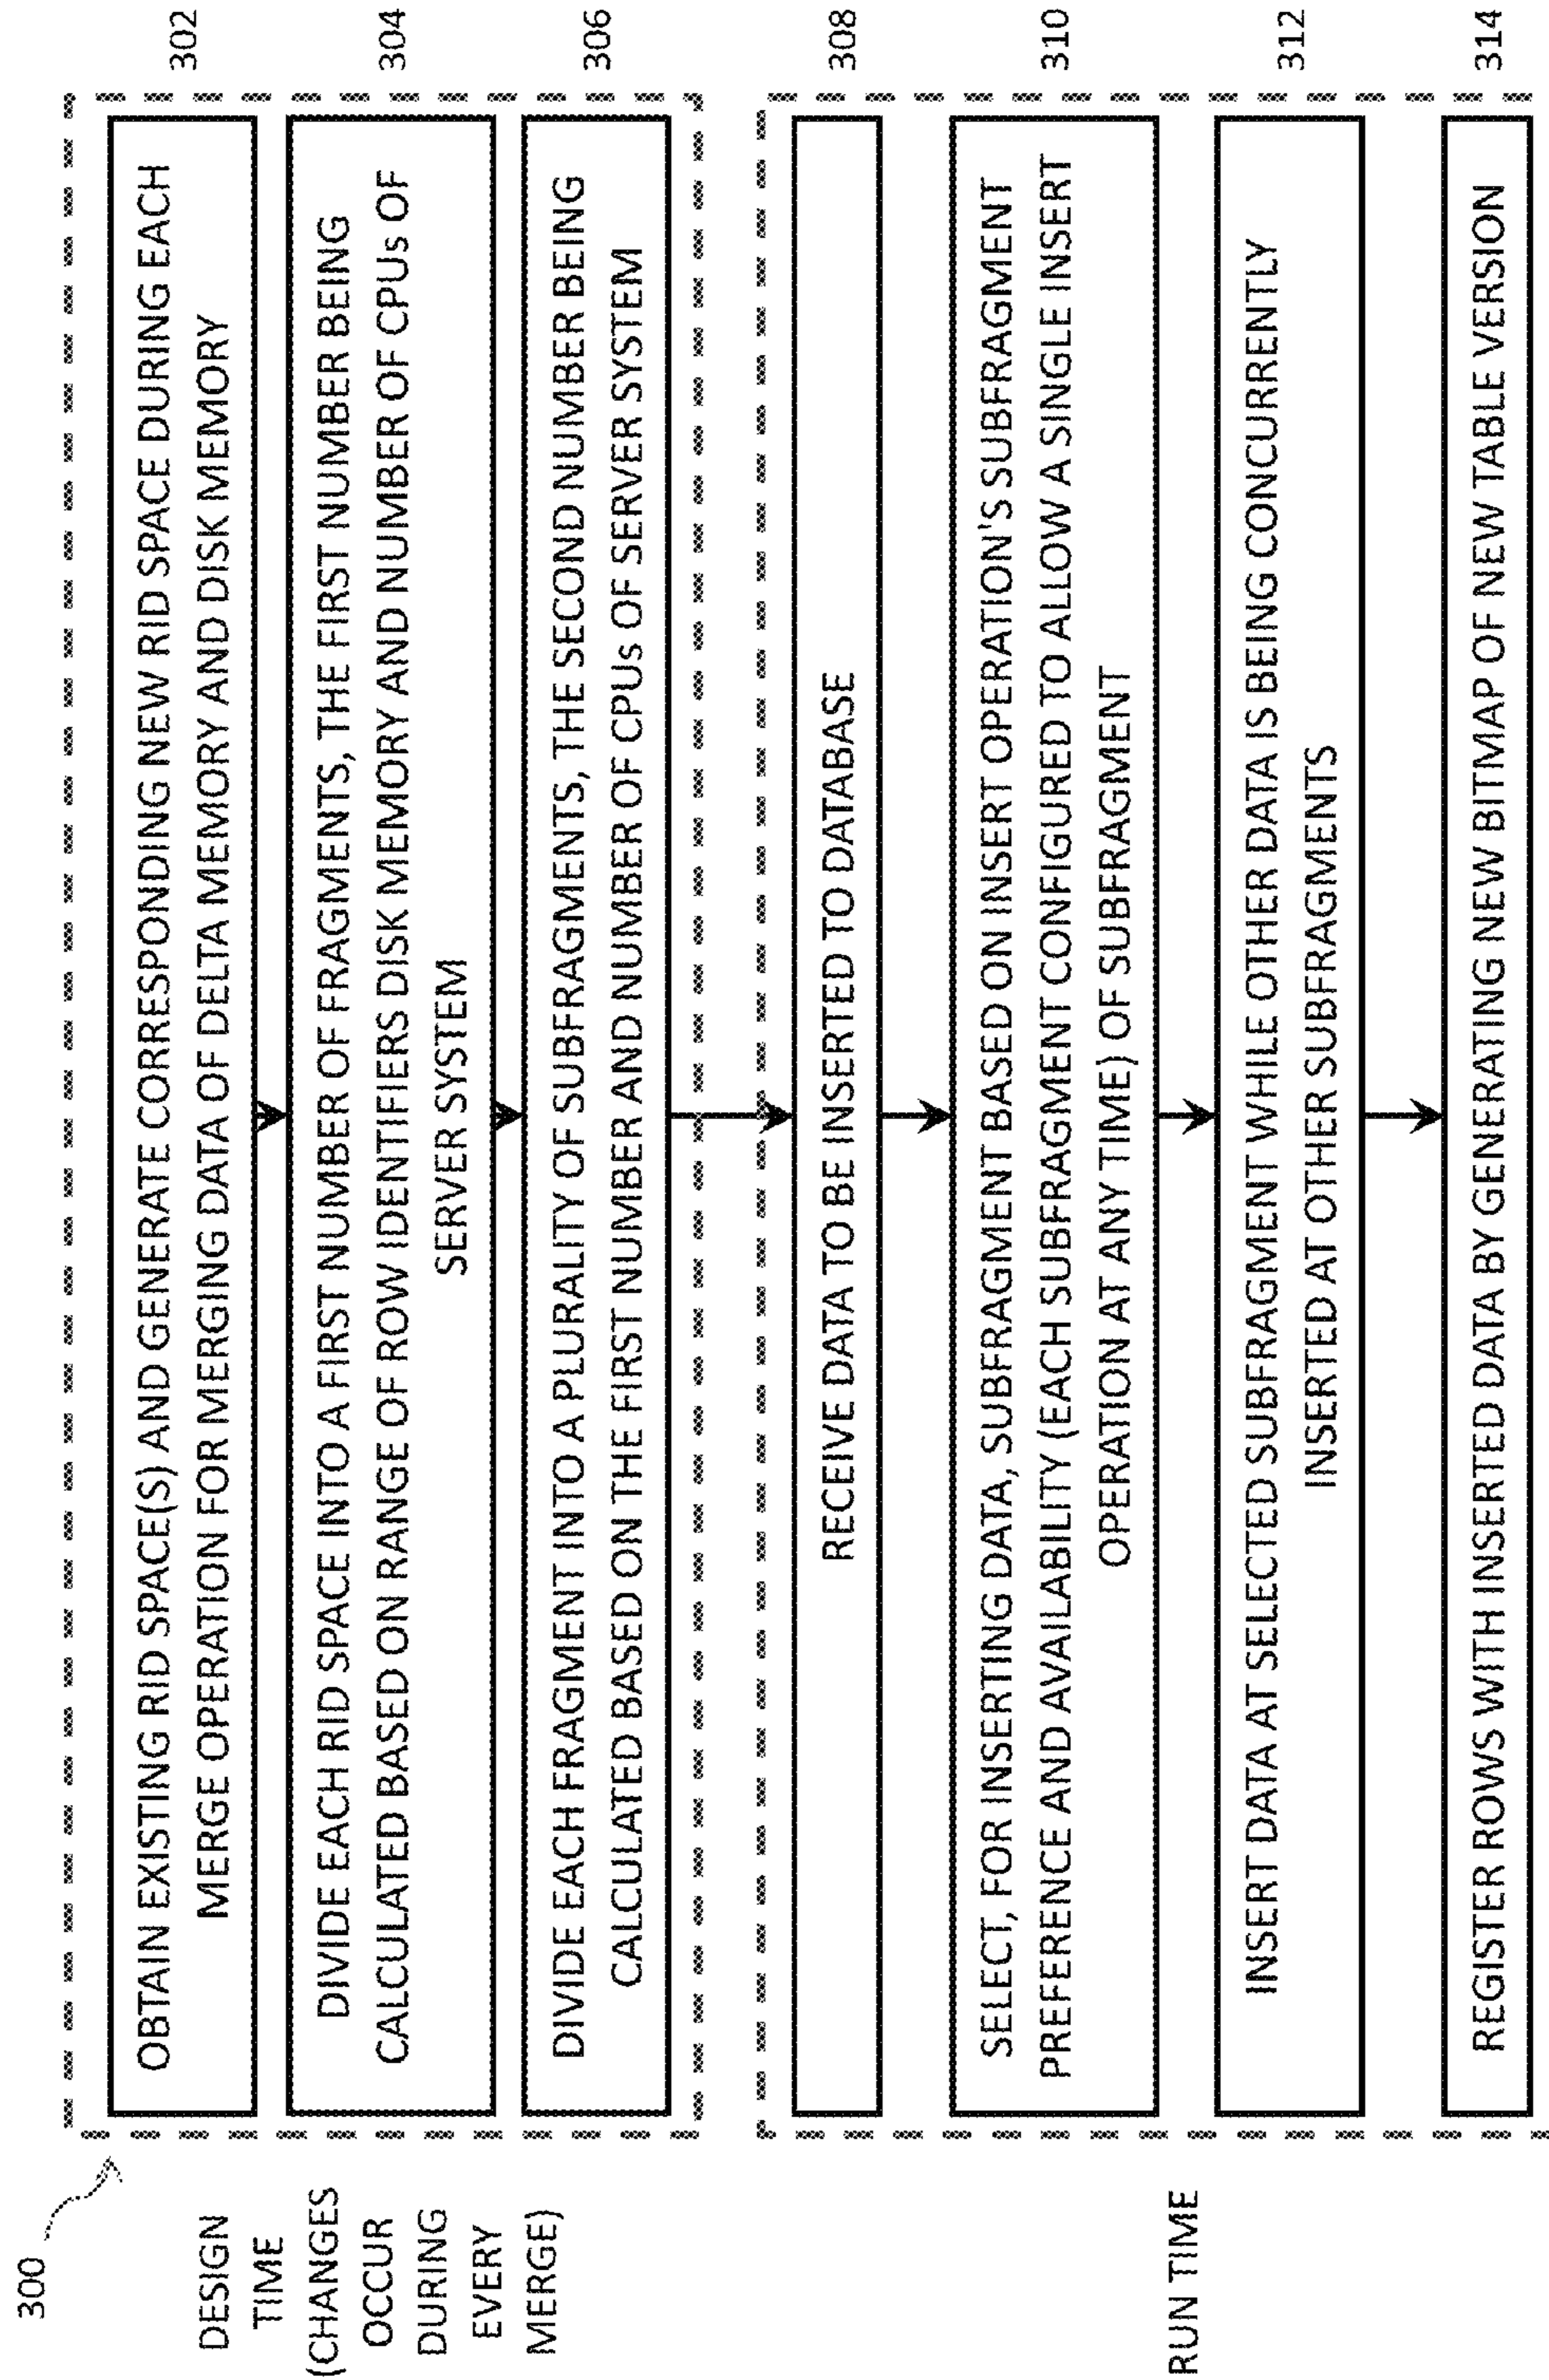 300
DESIGN
TIME
(CHANGES
OCCUR
DURING
EVERY
MERGE)
OBTAIN EXISTING RID SPACE(S) AND GENERATE CORRESPONDING NEW RID SPACE DURING EACH
MERGE OPERATION FOR MERGING DATA OF DELTA MEMORY AND DISK MEMORY
302
DIVIDE EACH RID SPACE INTO A FIRST NUMBER OF FRAGMENTS, THE FIRST NUMBER BEING
CALCULATED BASED ON RANGE OF ROW IDENTIFIERS DISK MEMORY AND NUMBER OF CPUs OF
SERVER SYSTEM
304
DIVIDE EACH FRAGMENT INTO A PLURALITY OF SUBFRAGMENTS, THE SECOND NUMBER BEING
CALCULATED BASED ON THE FIRST NUMBER AND NUMBER OF CPUs OF SERVER SYSTEM
306
RUN TIME
RECEIVE DATA TO BE INSERTED TO DATABASE
308
SELECT, FOR INSERTING DATA, SUBFRAGMENT BASED ON INSERT OPERATION'S SUBFRAGMENT
PREFERENCE AND AVAILABILITY (EACH SUBFRAGMENT CONFIGURED TO ALLOW A SINGLE INSERT
OPERATION AT ANY TIME) OF SUBFRAGMENT
310
INSERT DATA AT SELECTED SUBFRAGMENT WHILE OTHER DATA IS BEING CONCURRENTLY
INSERTED AT OTHER SUBFRAGMENTS
312
REGISTER ROWS WITH INSERTED DATA BY GENERATING NEW BITMAP OF NEW TABLE VERSION
314